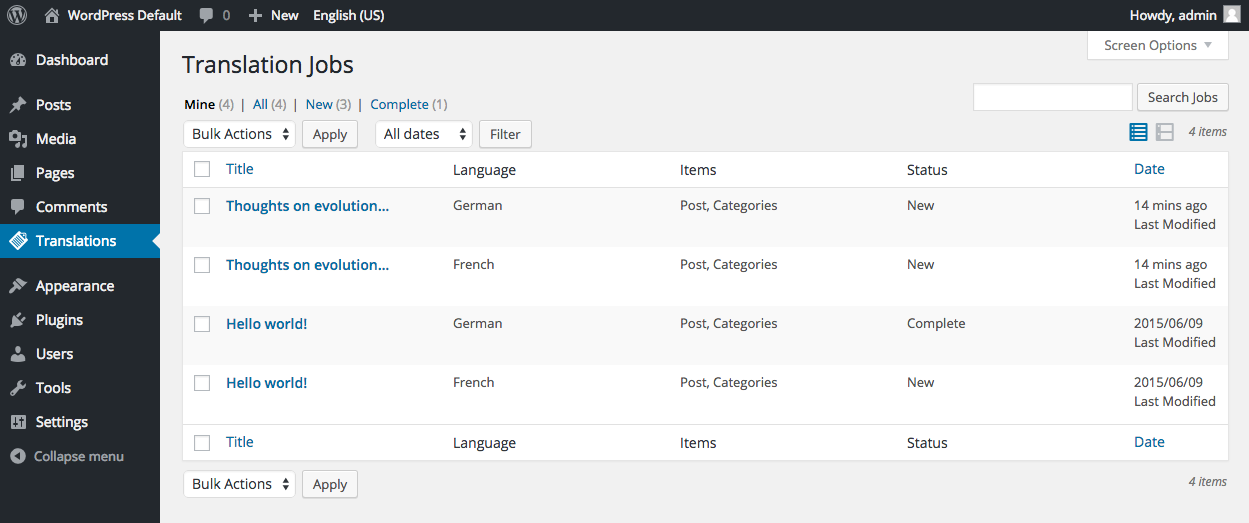 WordPress Default 0 New English (US) Howdy, admin
Dashboard
Posts
Media
Pages
Comments
Translations
Appearance
Plugins
Users
Tools
Settings
Collapse menu
Screen Options
Translation Jobs
Mine (4) | All (4) | New (3) | Complete (1)
Search Jobs
Bulk Actions Apply All dates Filter 4 items
Title Language Items Status Date
Thoughts on evolution... German Post, Categories New 14 mins ago
Last Modified
Thoughts on evolution... French Post, Categories New 14 mins ago
Last Modified
Hello world! German Post, Categories Complete 2015/06/09
Last Modified
Hello world! French Post, Categories New 2015/06/09
Last Modified
Title Language Items Status Date
Bulk Actions Apply 4 items